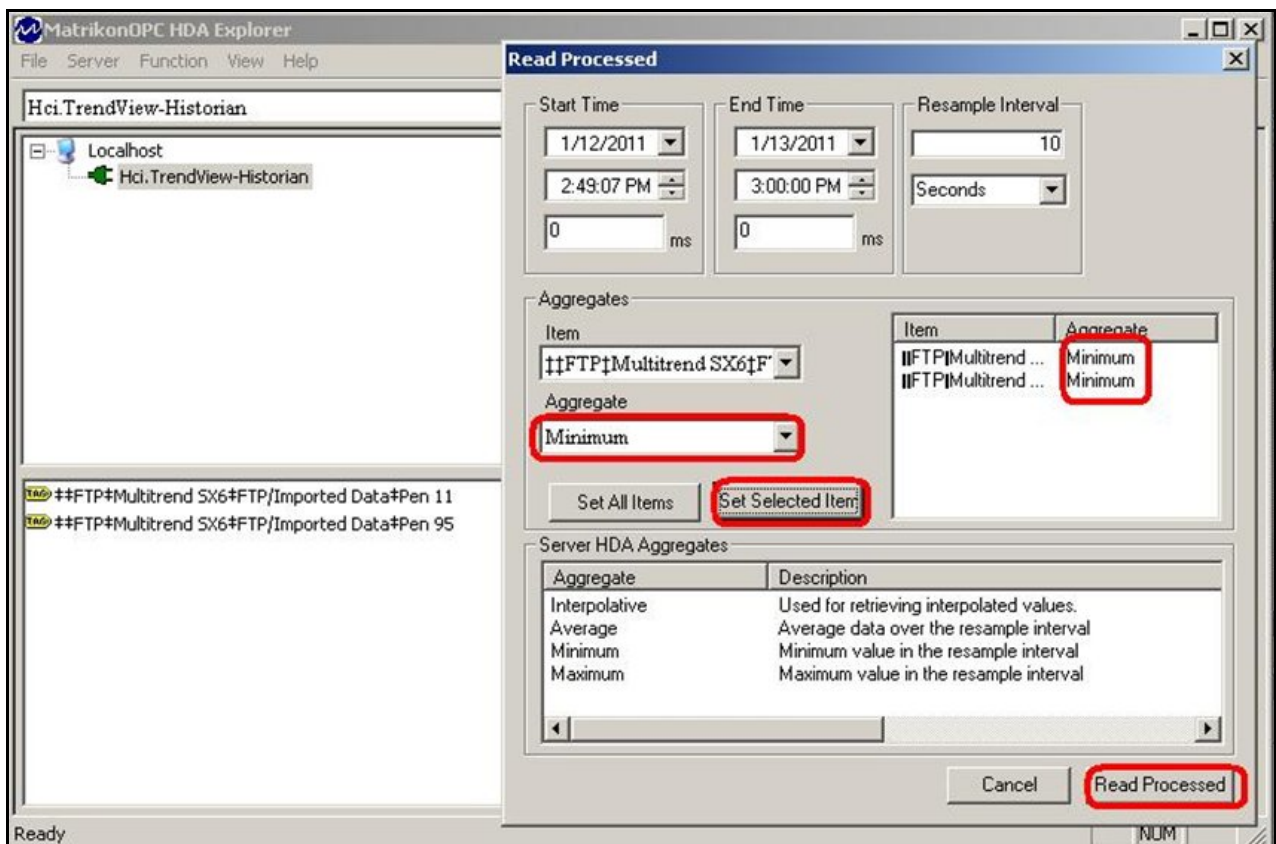 MatrikonOPC HDA Explorer
File Server Function View Help
Hci.TrendView-Historian
Localhost
Hci.TrendView-Historian
‡‡FTP‡Multitrend SX6‡FTP/Imported Data‡Pen 11
‡‡FTP‡Multitrend SX6‡FTP/Imported Data‡Pen 95
Ready
NUM
Read Processed
Start Time
1/12/2011
2:49:07 PM
0 ms
End Time
1/13/2011
3:00:00 PM
0 ms
Resample Interval
10
Seconds
Aggregates
Item
‡‡FTP‡Multitrend SX6‡F
Aggregate
Minimum
Set All Items
Set Selected Item
Item Aggregate
‖FTP|Multitrend ... Minimum
‖FTP|Multitrend ... Minimum
Server HDA Aggregates
Aggregate Description
Interpolative Used for retrieving interpolated values.
Average Average data over the resample interval
Minimum Minimum value in the resample interval
Maximum Maximum value in the resample interval
Cancel
Read Processed